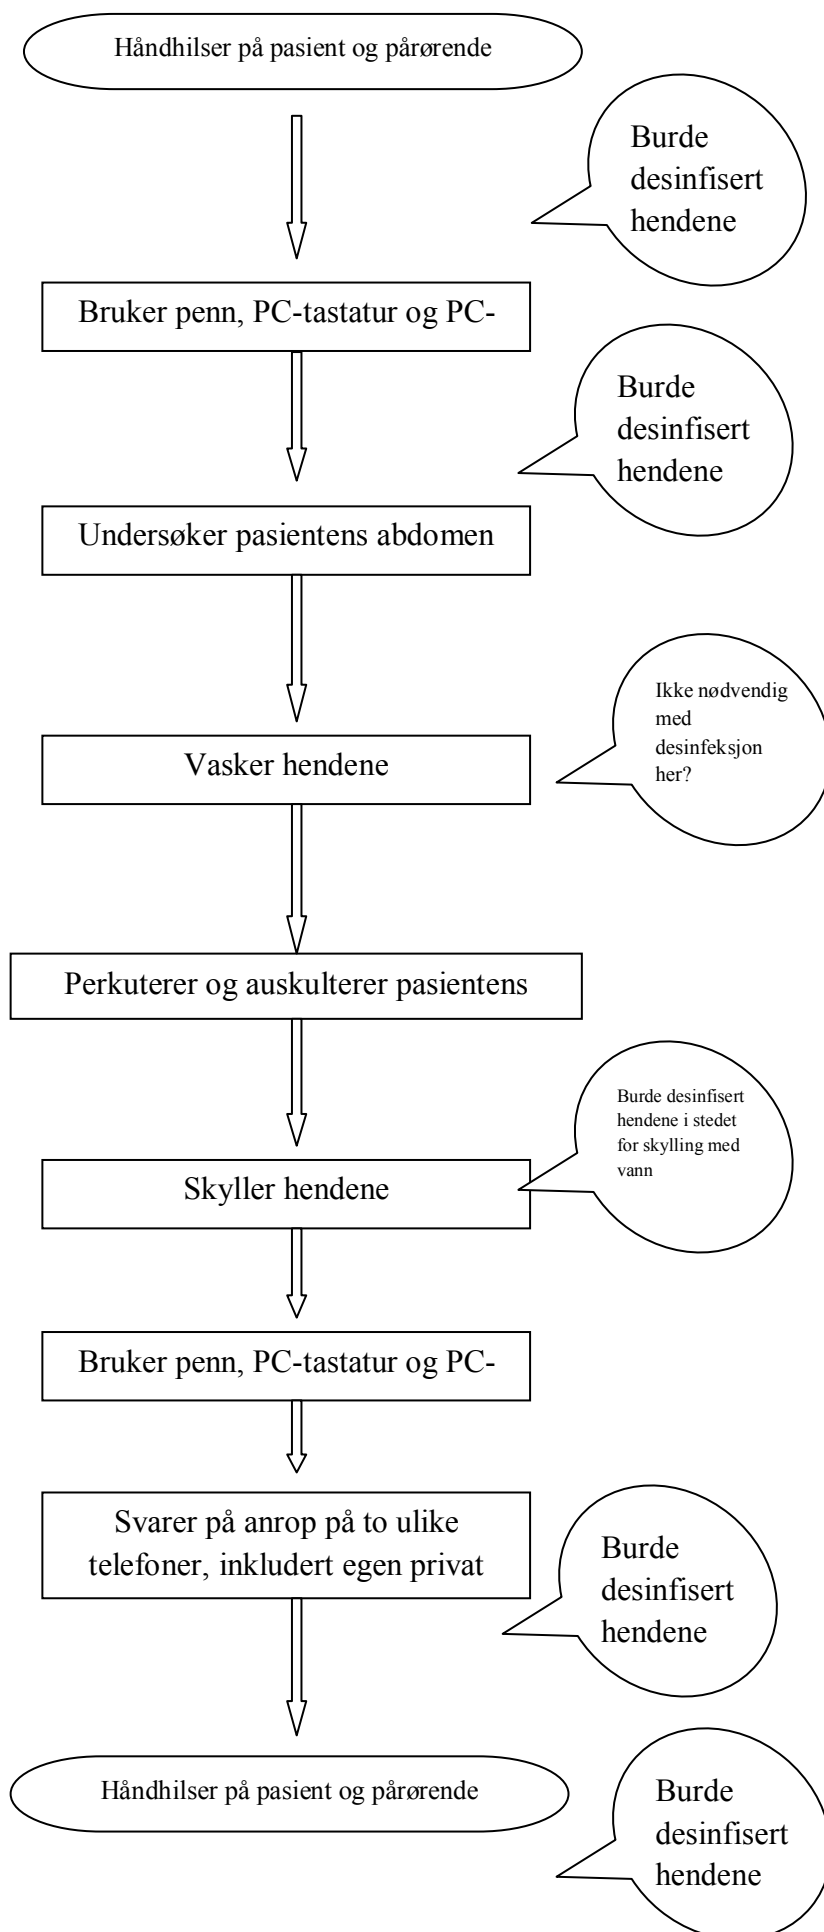 Håndhilser på pasient og pårørende
Burde
desinfisert
hendene
Bruker penn, PC-tastatur og PC-
Burde
desinfisert
hendene
Undersøker pasientens abdomen
Ikke nødvendig
med
desinfeksjon
her?
Vasker hendene
Perkuterer og auskulterer pasientens
Burde desinfisert
hendene i stedet
for skylling med
vann
Skyller hendene
Bruker penn, PC-tastatur og PC-
Svarer på anrop på to ulike
telefoner, inkludert egen privat
Burde
desinfisert
hendene
Håndhilser på pasient og pårørende
Burde
desinfisert
hendene